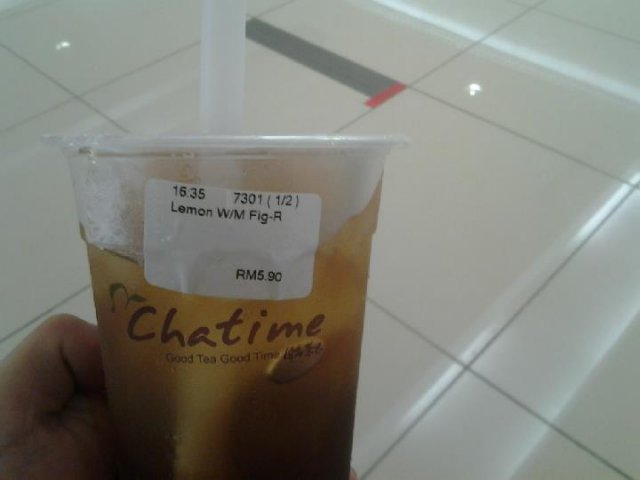 16:35 7301 ( 1/2 )
Lemon W/M Fig-R
RM5.90
Chatime
Good Tea Good Time